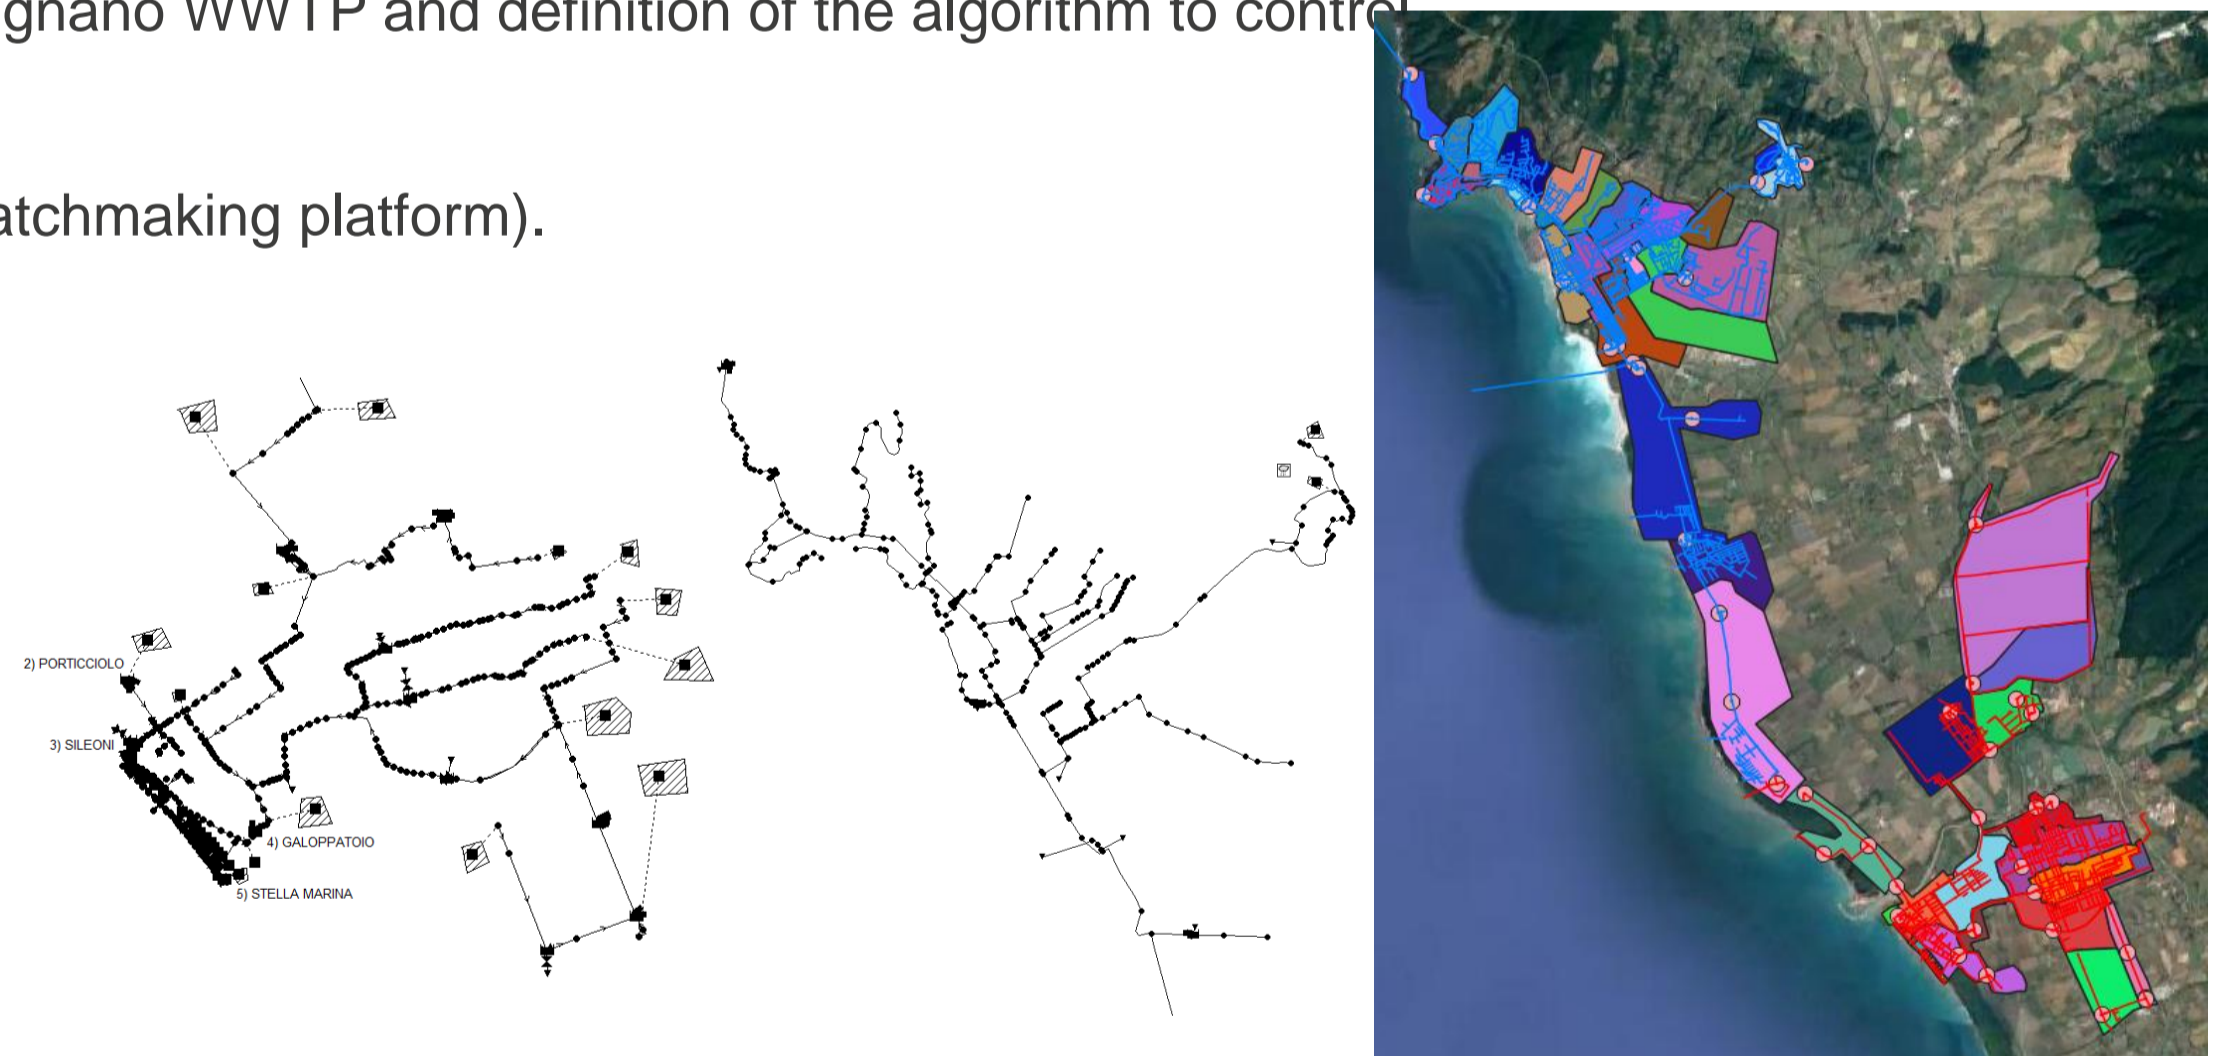 gnano WWTP and definition of the algorithm to control
atchmaking platform).
2) PORTICCIOLO
3) SILEONI
4) GALOPPATOIO
5) STELLA MARINA